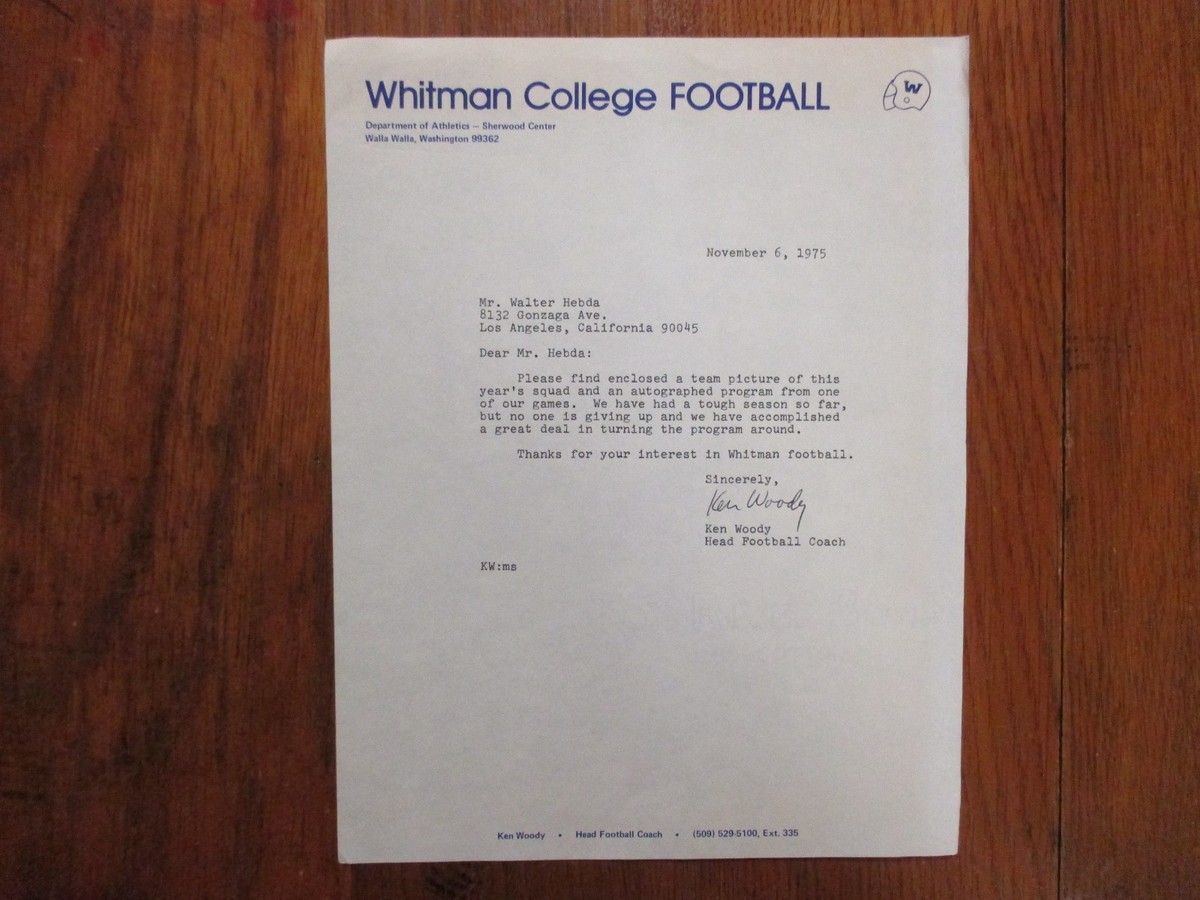 Whitman College FOOTBALL
W
Department of Athletics — Sherwood Center
Walla Walla, Washington 99362
November 6, 1975
Mr. Walter Hebda
8132 Gonzaga Ave.
Los Angeles, California 90045
Dear Mr. Hebda:
Please find enclosed a team picture of this
year's squad and an autographed program from one
of our games. We have had a tough season so far,
but no one is giving up and we have accomplished
a great deal in turning the program around.
Thanks for your interest in Whitman football.
Sincerely,
Ken Woody
Ken Woody
Head Football Coach
KW:ms
Ken Woody • Head Football Coach • (509) 529-5100, Ext. 335